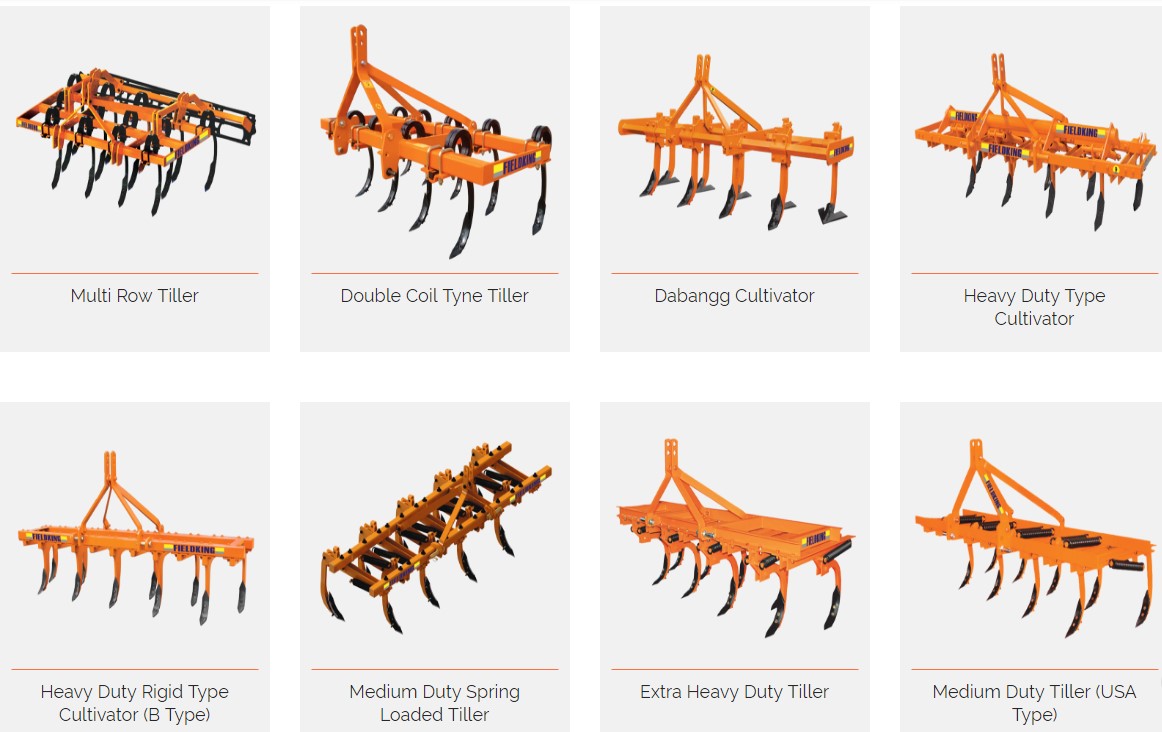 FIELDKING
FIELDKING
FIELDKING
FIELDKING
FIELDKING
FIELDKING
Multi Row Tiller
Double Coil Tyne Tiller
Dabangg Cultivator
Heavy Duty Type
Cultivator
FIELDKING
FIELDKING
FIELDKING
FIELDKING
Heavy Duty Rigid Type
Cultivator (B Type)
Medium Duty Spring
Loaded Tiller
Extra Heavy Duty Tiller
Medium Duty Tiller (USA
Type)